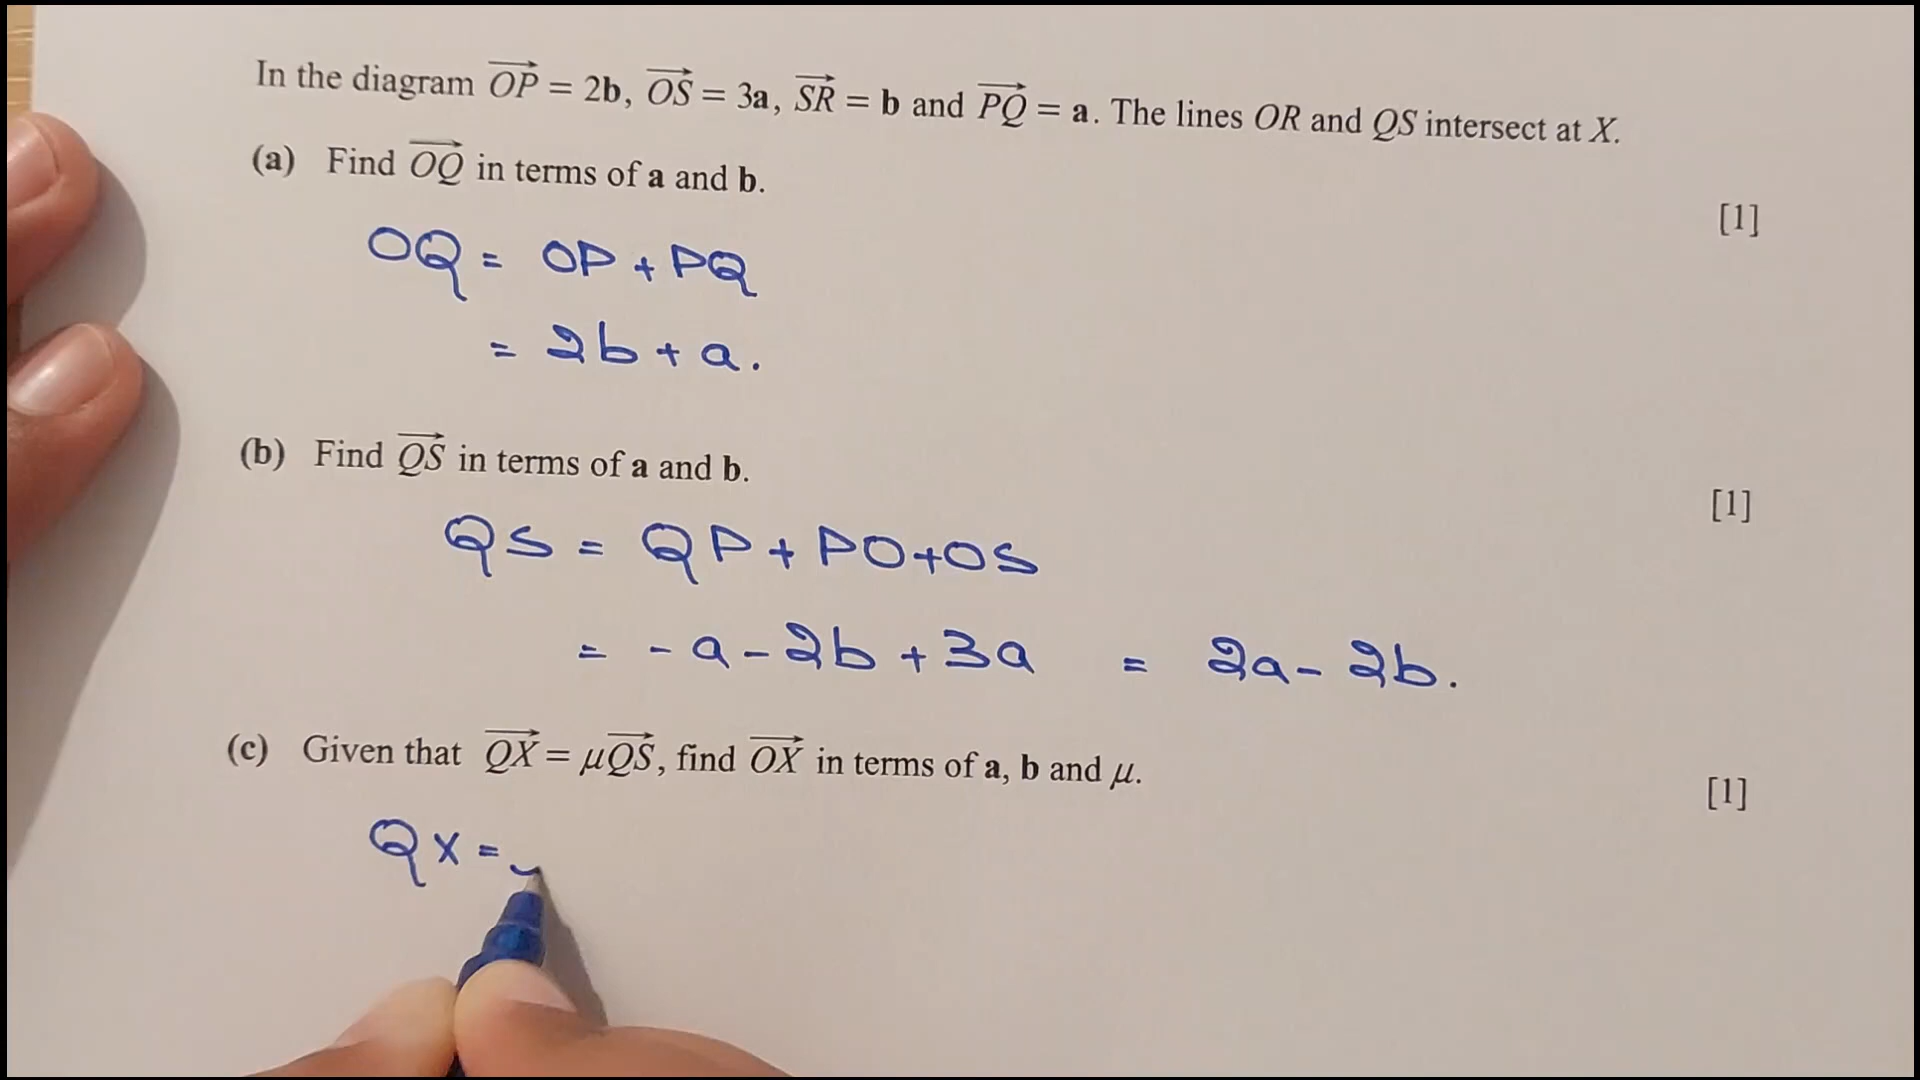 In the diagram OP = 2b, OS = 3a, SR = b and PQ = a. The lines OR and QS intersect at X.
(a) Find OQ in terms of a and b.
[1]
OQ = OP + PQ
= 2b + a.
(b) Find QS in terms of a and b.
[1]
QS = QP + PO + OS
= -a - 2b + 3a = 2a - 2b.
(c) Given that QX = μQS, find OX in terms of a, b and μ.
[1]
QX =